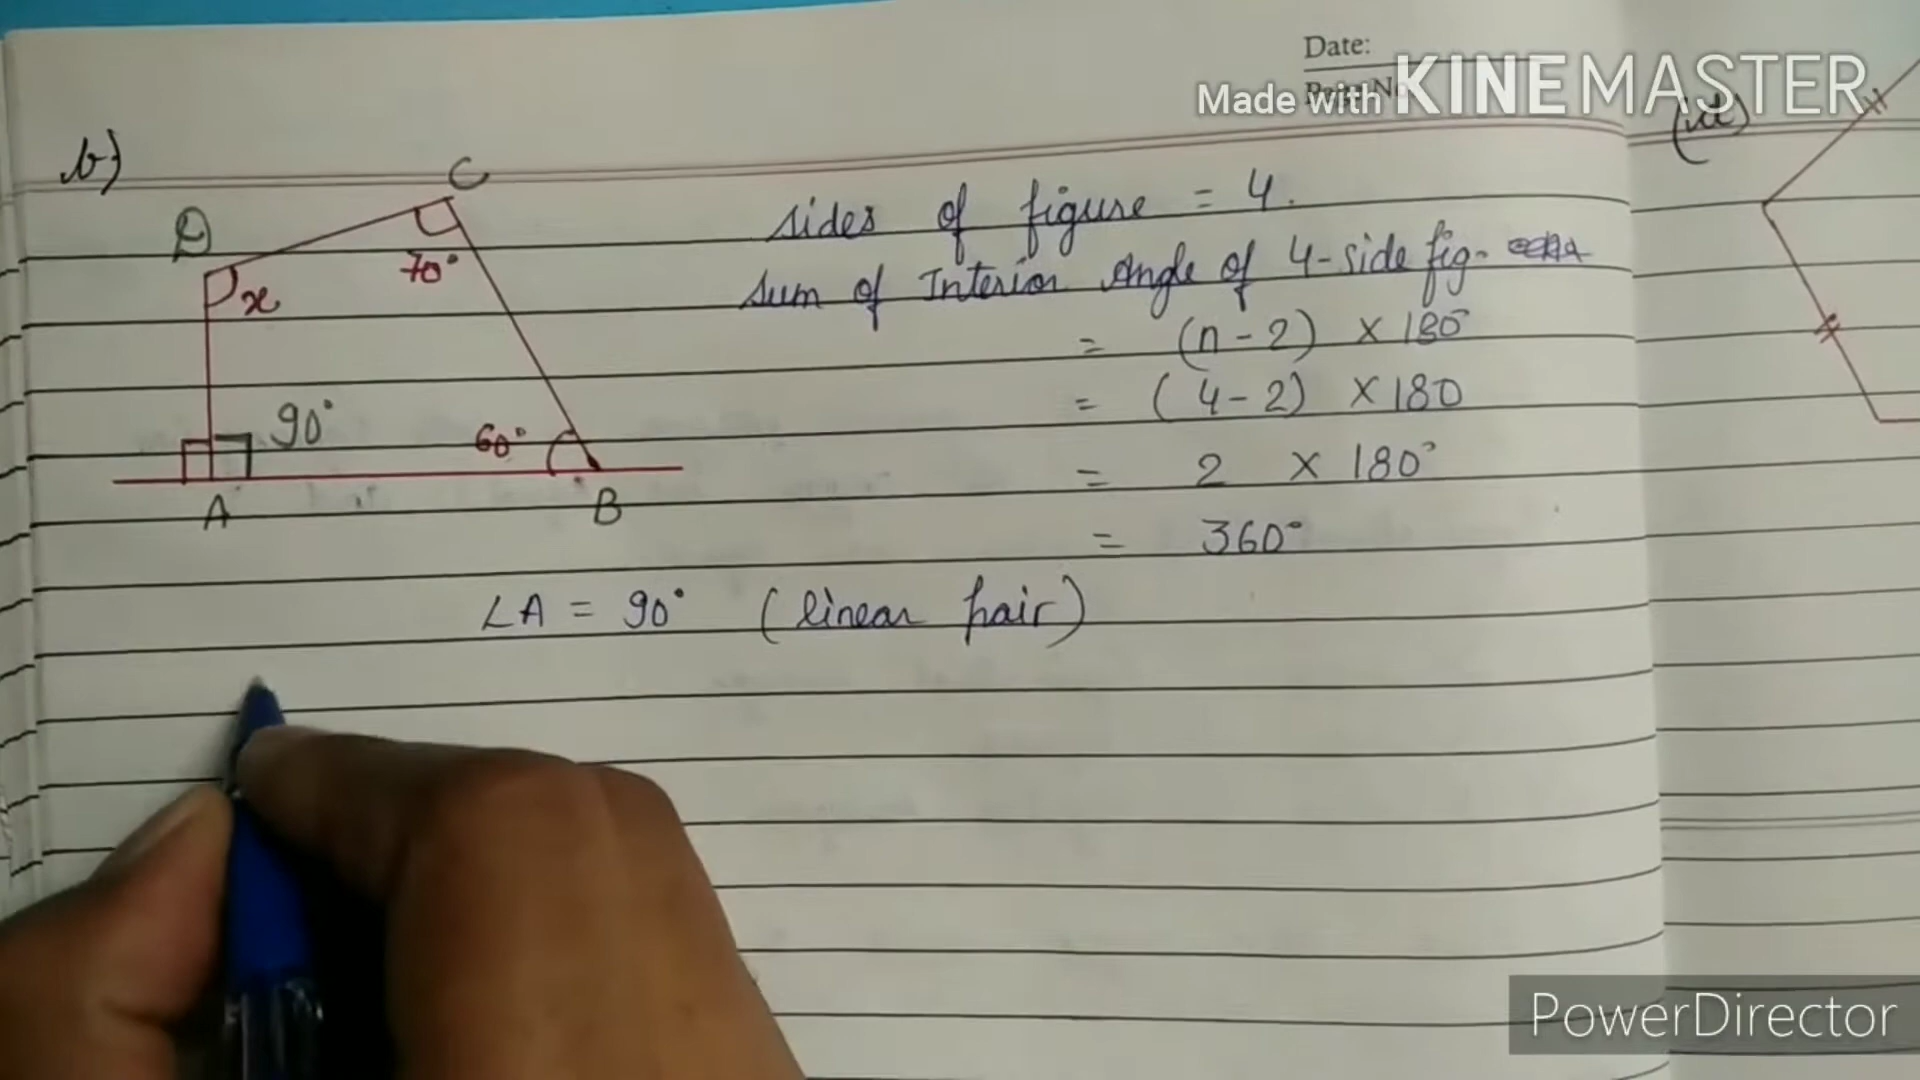 Date:
Made with KINEMASTER
b)
C
D
x
70°
90°
60°
A
B
sides of figure = 4.
sum of Interior Angle of 4-side fig.
= (n-2) × 180°
= (4-2) × 180
= 2 × 180°
= 360°
∠A = 90° (linear pair)
PowerDirector